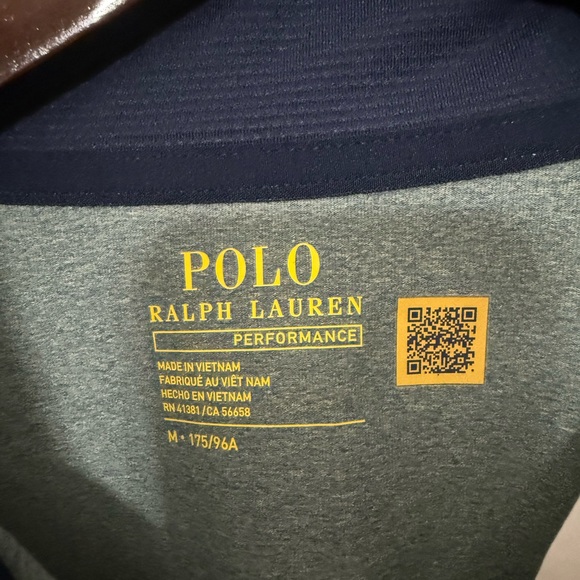 POLO
RALPH LAUREN
PERFORMANCE
MADE IN VIETNAM
FABRIQUÉ AU VIÊT NAM
HECHO EN VIETNAM
RN 41381 / CA 56658
M • 175/96A